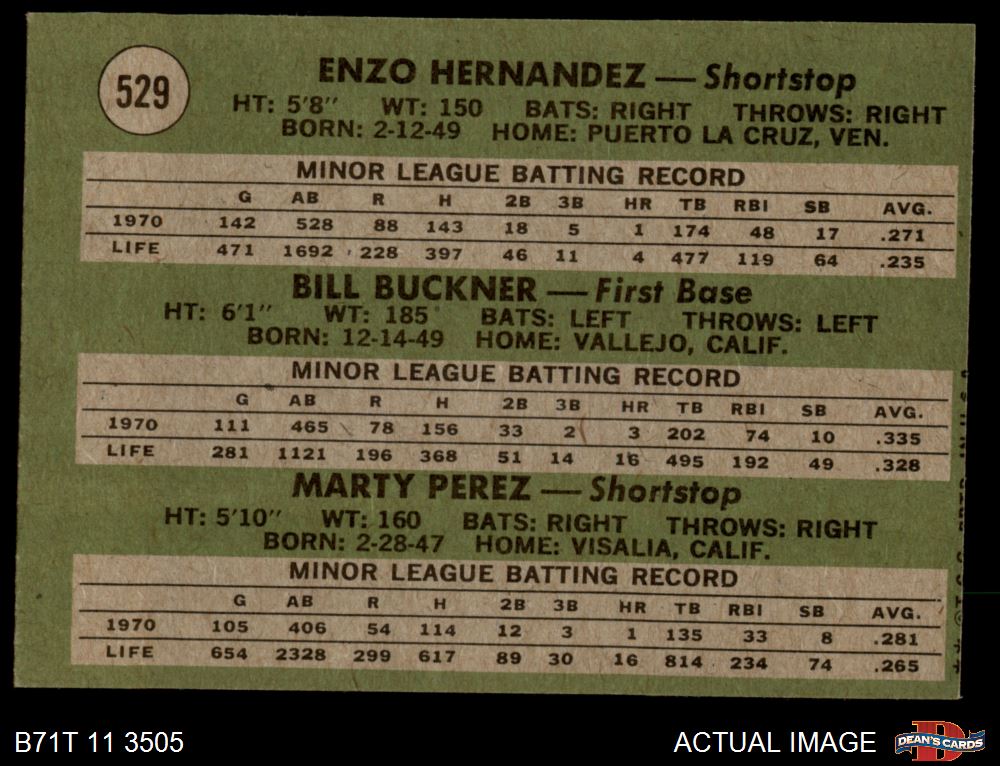 529
ENZO HERNANDEZ — Shortstop
HT: 5'8" WT: 150 BATS: RIGHT THROWS: RIGHT
BORN: 2-12-49 HOME: PUERTO LA CRUZ, VEN.
MINOR LEAGUE BATTING RECORD
G AB R H 2B 3B HR TB RBI SB AVG.
1970 142 528 88 143 18 5 1 174 48 17 .271
LIFE 471 1692 228 397 46 11 4 477 119 64 .235
BILL BUCKNER — First Base
HT: 6'1" WT: 185 BATS: LEFT THROWS: LEFT
BORN: 12-14-49 HOME: VALLEJO, CALIF.
MINOR LEAGUE BATTING RECORD
G AB R H 2B 3B HR TB RBI SB AVG.
1970 111 465 78 156 33 2 3 202 74 10 .335
LIFE 281 1121 196 368 51 14 16 495 192 49 .328
MARTY PEREZ — Shortstop
HT: 5'10" WT: 160 BATS: RIGHT THROWS: RIGHT
BORN: 2-28-47 HOME: VISALIA, CALIF.
MINOR LEAGUE BATTING RECORD
G AB R H 2B 3B HR TB RBI SB AVG.
1970 105 406 54 114 12 3 1 135 33 8 .281
LIFE 654 2328 299 617 89 30 16 814 234 74 .265
B71T 11 3505
ACTUAL IMAGE
DEAN'S CARDS